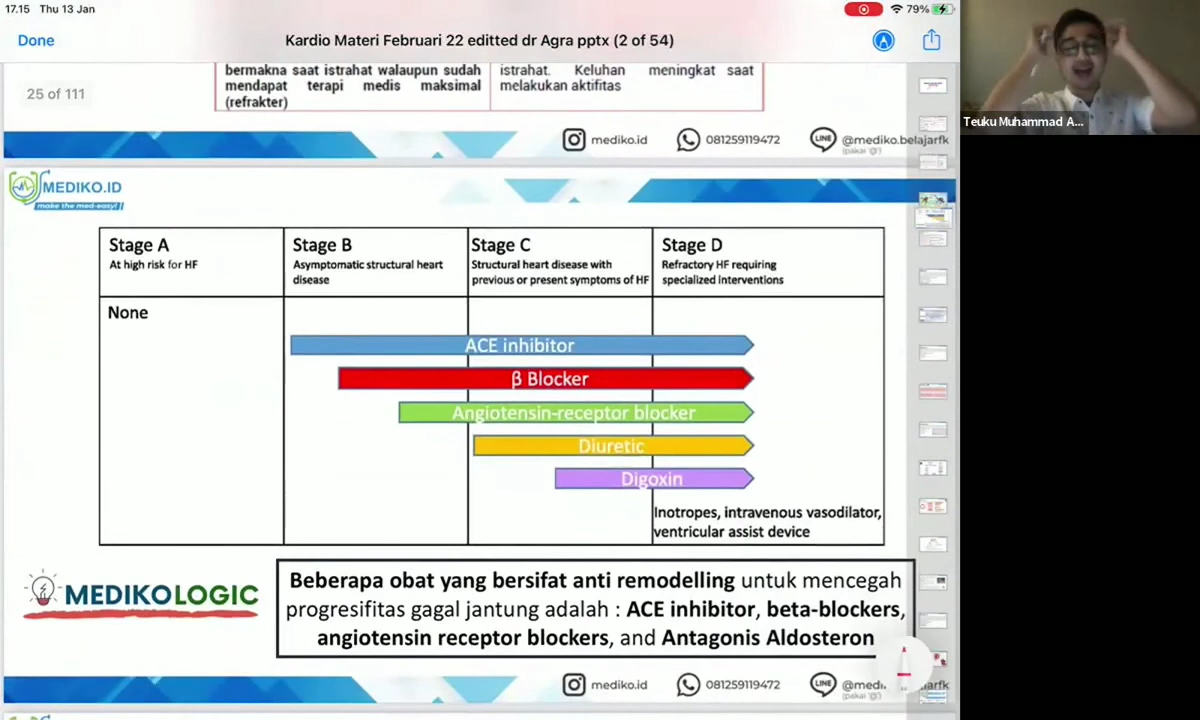 17.15 Thu 13 Jan
79%
Done
Kardio Materi Februari 22 editted dr Agra pptx (2 of 54)
25 of 111
bermakna saat istrahat walaupun sudah
mendapat terapi medis maksimal
(refrakter)
istrahat. Keluhan meningkat saat
melakukan aktifitas
Teuku Muhammad A...
mediko.id
081259119472
LINE
@mediko.belajarfk
(pakai '@')
MEDIKO.ID
make the med-easy!
Stage A
At high risk for HF
Stage B
Asymptomatic structural heart
disease
Stage C
Structural heart disease with
previous or present symptoms of HF
Stage D
Refractory HF requiring
specialized interventions
None
ACE inhibitor
β Blocker
Angiotensin-receptor blocker
Diuretic
Digoxin
Inotropes, intravenous vasodilator,
ventricular assist device
MEDIKOLOGIC
Beberapa obat yang bersifat anti remodelling untuk mencegah
progresifitas gagal jantung adalah : ACE inhibitor, beta-blockers,
angiotensin receptor blockers, and Antagonis Aldosteron
mediko.id
081259119472
LINE
(pakai '@')